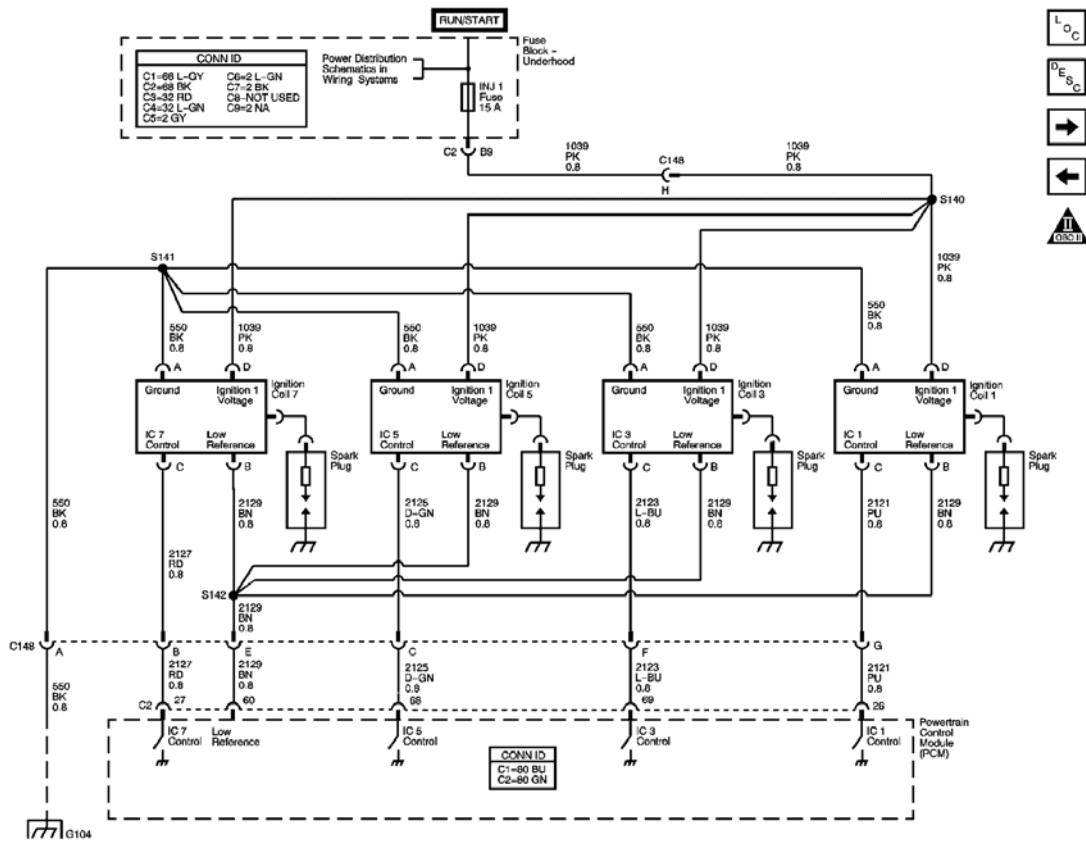 RUN/START
Fuse
Block –
Underhood
CONN ID
C1=68 L-GY C6=2 L-GN
C2=68 BK C7=2 BK
C3=32 RD C8-NOT USED
C4=32 L-GN C9=2 NA
C5=2 GY
Power Distribution
Schematics in
Wiring Systems
INJ 1
Fuse
15 A
C2 B9
1039
PK
0.8
C148
H
1039
PK
0.8
S140
L O C
D E S C
II
OBD II
S141
1039
PK
0.8
550
BK
0.8
1039
PK
0.8
550
BK
0.8
1039
PK
0.8
550
BK
0.8
1039
PK
0.8
550
BK
0.8
A D A D A D A D
Ground Ignition 1
Voltage
IC 7
Control
Low
Reference
Ignition
Coil 7
Ground Ignition 1
Voltage
IC 5
Control
Low
Reference
Ignition
Coil 5
Ground Ignition 1
Voltage
IC 3
Control
Low
Reference
Ignition
Coil 3
Ground Ignition 1
Voltage
IC 1
Control
Low
Reference
Ignition
Coil 1
C B C B C B C B
Spark
Plug
Spark
Plug
Spark
Plug
Spark
Plug
550
BK
0.8
2127
RD
0.8
2129
BN
0.8
2125
D-GN
0.8
2129
BN
0.8
2123
L-BU
0.8
2129
BN
0.8
2121
PU
0.8
2129
BN
0.8
S142
2129
BN
0.8
C148 A B E C F G
550
BK
0.8
2127
RD
0.8
2129
BN
0.8
2125
D-GN
0.8
2123
L-BU
0.8
2121
PU
0.8
C2 27 60 68 69 26
IC 7
Control
Low
Reference
IC 5
Control
IC 3
Control
IC 1
Control
Powertrain
Control
Module
(PCM)
CONN ID
C1=80 BU
C2=80 GN
G104